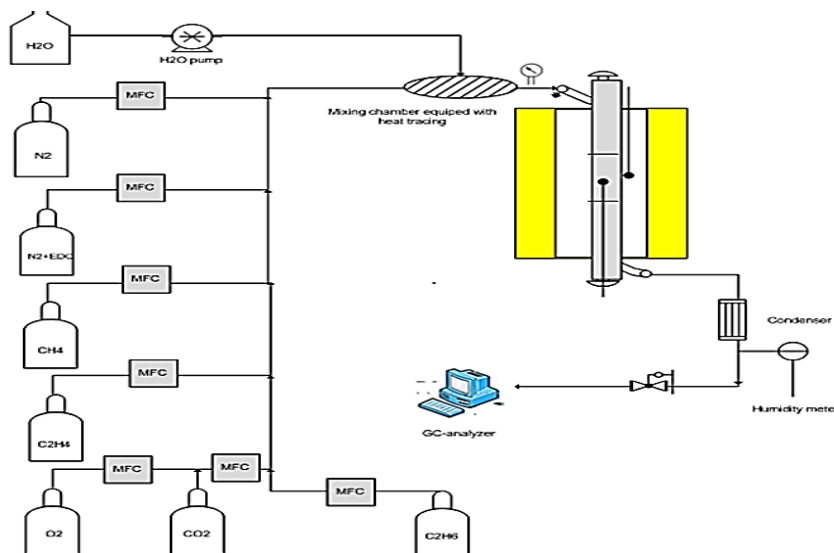 H2O
H2O pump
MFC
N2
Mixing chamber equiped with
heat tracing
MFC
N2+EDC
MFC
CH4
Condenser
MFC
C2H4
Humidity mete
GC-analyzer
MFC
MFC
MFC
O2
CO2
C2H6